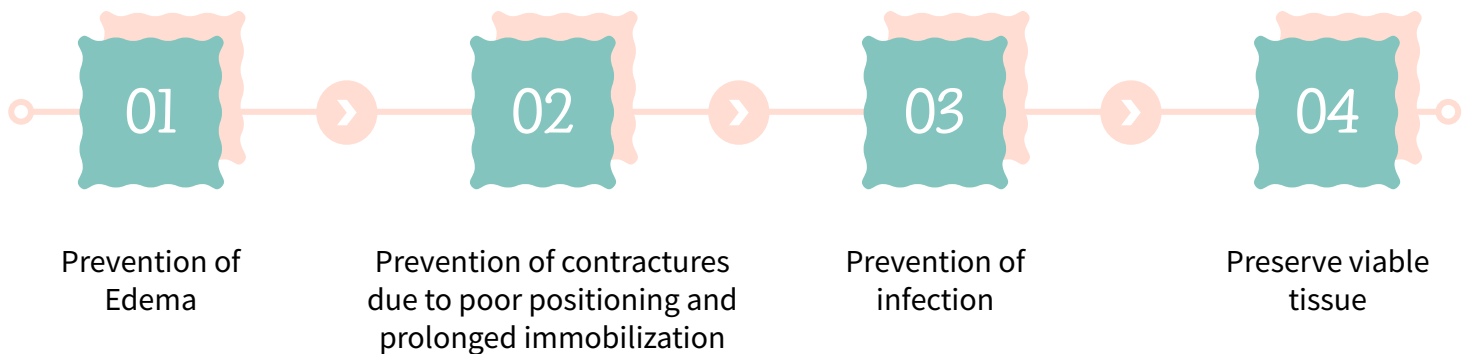 01
02
03
04
Prevention of
Edema
Prevention of contractures
due to poor positioning and
prolonged immobilization
Prevention of
infection
Preserve viable
tissue